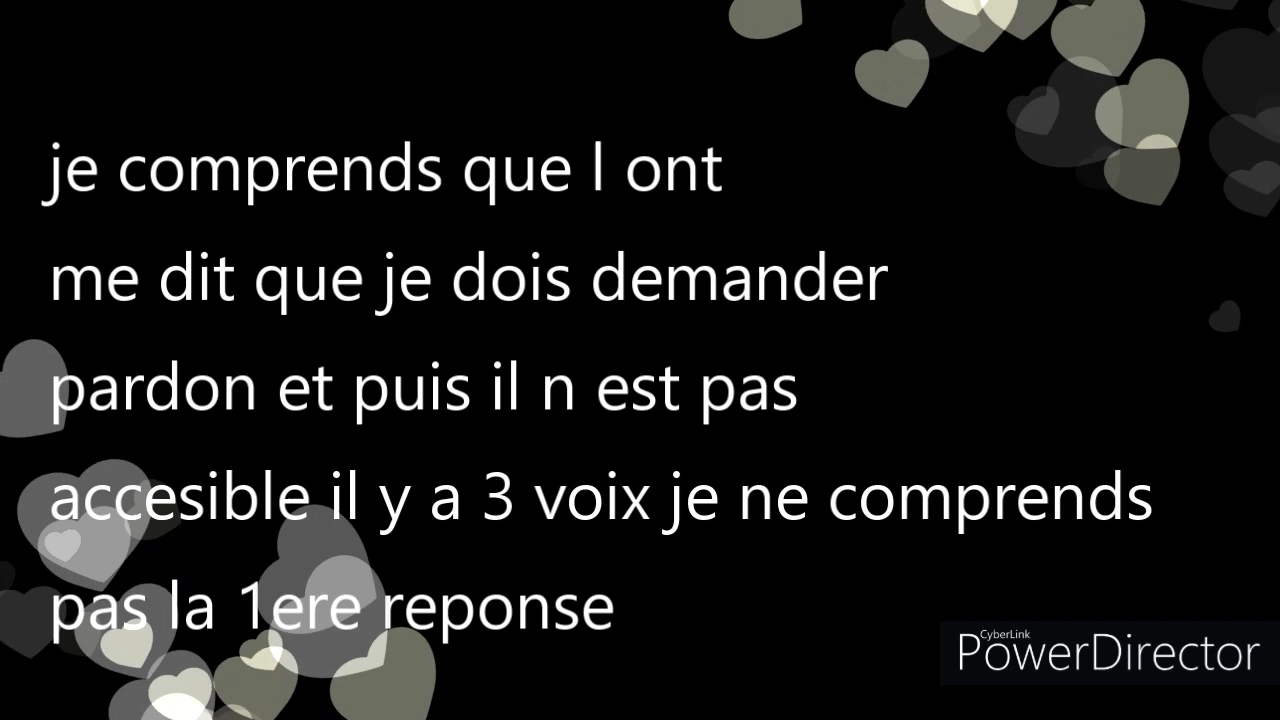 je comprends que l ont
me dit que je dois demander
pardon et puis il n est pas
accesible il y a 3 voix je ne comprends
pas la 1ere reponse
CyberLink
PowerDirector